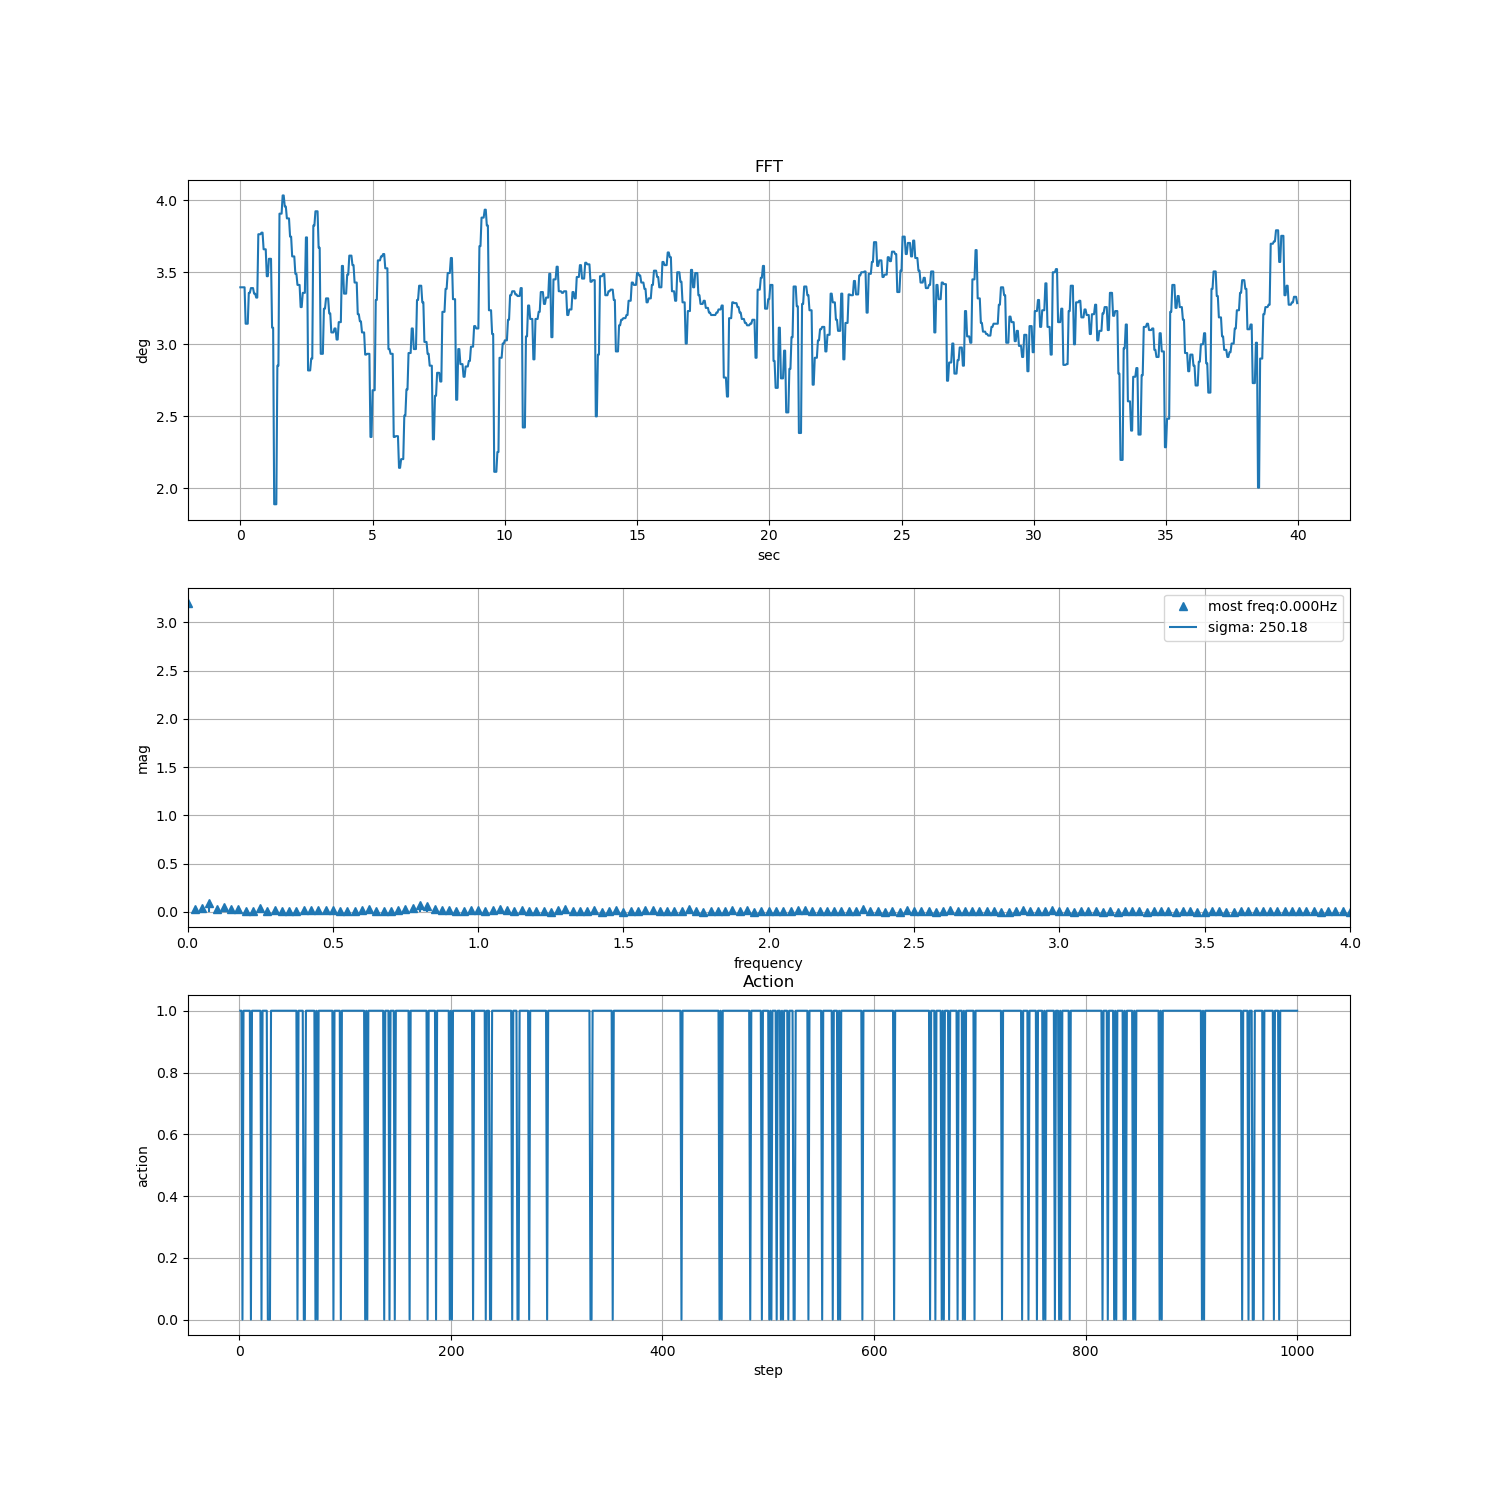 FFT
4.0
3.5
3.0
2.5
2.0
deg
0 5 10 15 20 25 30 35 40
sec
most freq:0.000Hz
sigma: 250.18
3.0
2.5
2.0
1.5
1.0
0.5
0.0
mag
0.0 0.5 1.0 1.5 2.0 2.5 3.0 3.5 4.0
frequency
Action
1.0
0.8
0.6
0.4
0.2
0.0
action
0 200 400 600 800 1000
step